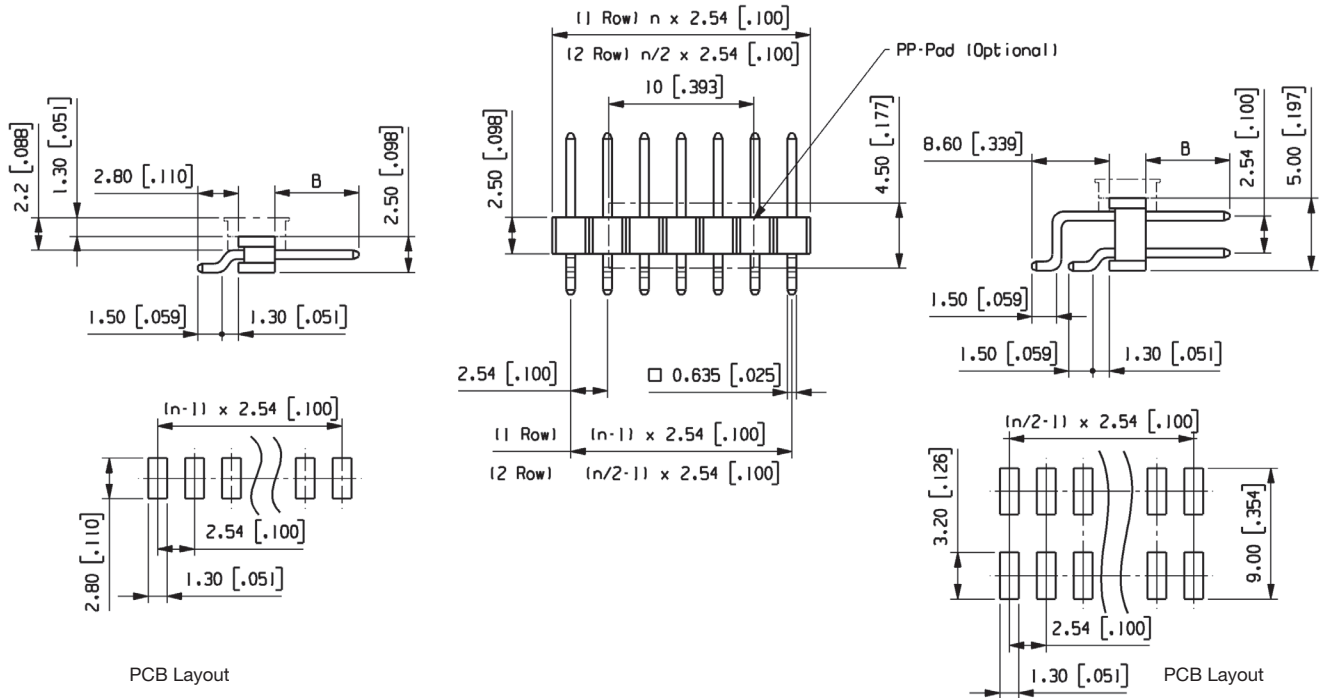 (1 Row) n x 2.54 [.100]
(2 Row) n/2 x 2.54 [.100]
10 [.393]
PP-Pad (Optional)
2.2 [.088]
1.30 [.051]
2.80 [.110]
B
2.50 [.098]
1.50 [.059]
1.30 [.051]
2.50 [.098]
4.50 [.177]
2.54 [.100]
□ 0.635 [.025]
(1 Row) (n-1) x 2.54 [.100]
(2 Row) (n/2-1) x 2.54 [.100]
8.60 [.339]
B
2.54 [.100]
5.00 [.197]
1.50 [.059]
1.50 [.059]
1.30 [.051]
(n-1) x 2.54 [.100]
2.80 [.110]
2.54 [.100]
1.30 [.051]
PCB Layout
(n/2-1) x 2.54 [.100]
3.20 [.126]
9.00 [.354]
2.54 [.100]
1.30 [.051]
PCB Layout